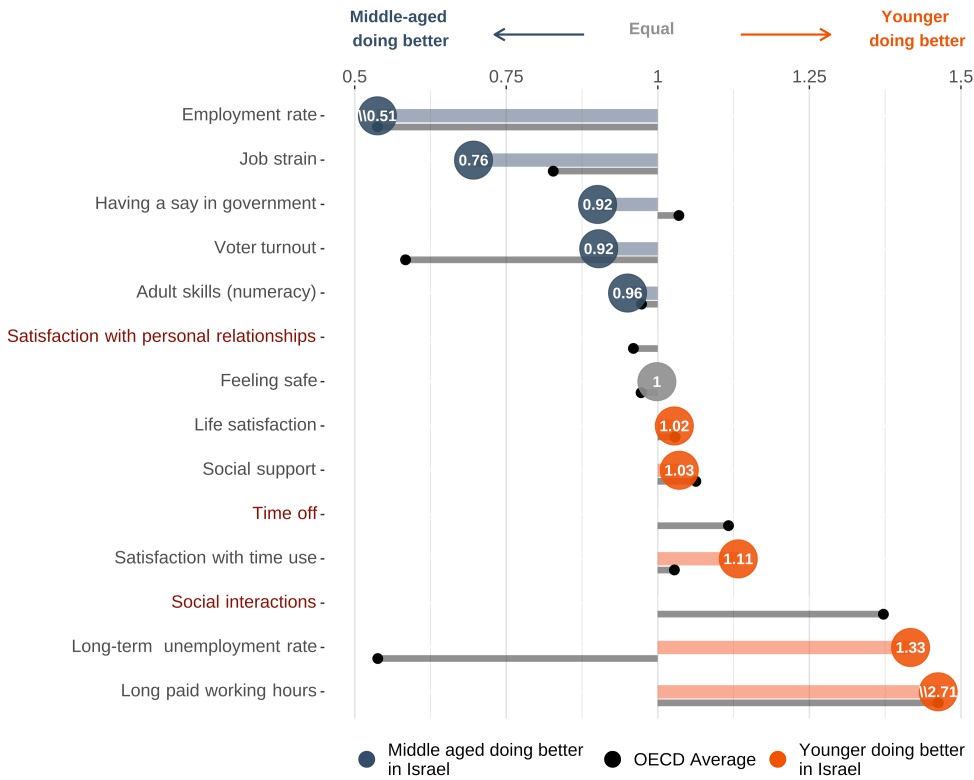 Middle-aged
doing better
Equal
Younger
doing better
0.5 0.75 1 1.25 1.5
Employment rate
\\0.51
Job strain
0.76
Having a say in government
0.92
Voter turnout
0.92
Adult skills (numeracy)
0.96
Satisfaction with personal relationships
Feeling safe
1
Life satisfaction
1.02
Social support
1.03
Time off
Satisfaction with time use
1.11
Social interactions
Long-term unemployment rate
1.33
Long paid working hours
\\2.71
Middle aged doing better
in Israel
OECD Average
Younger doing better
in Israel